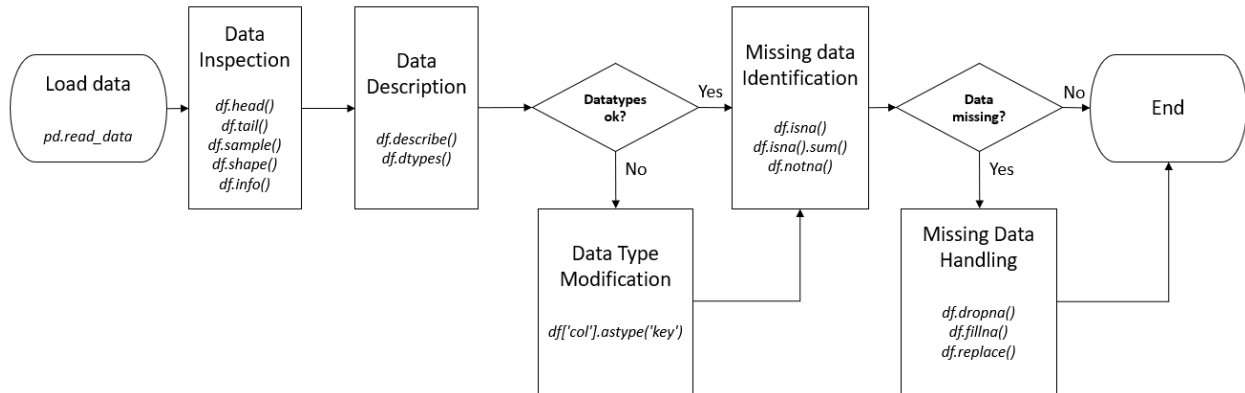 Load data
pd.read_data
Data
Inspection
df.head()
df.tail()
df.sample()
df.shape()
df.info()
Data
Description
df.describe()
df.dtypes()
Datatypes
ok?
Yes
No
Data Type
Modification
df['col'].astype('key')
Missing data
Identification
df.isna()
df.isna().sum()
df.notna()
Data
missing?
No
Yes
Missing Data
Handling
df.dropna()
df.fillna()
df.replace()
End